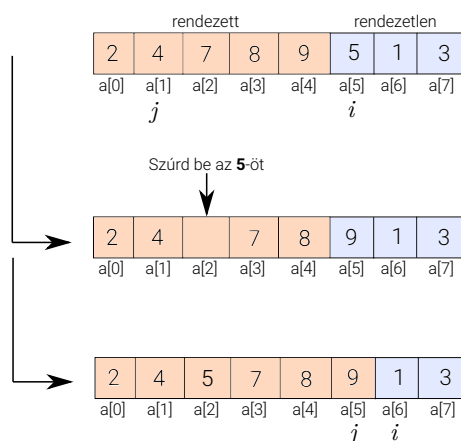 rendezett rendezetlen
2 4 7 8 9 5 1 3
a[0] a[1] a[2] a[3] a[4] a[5] a[6] a[7]
j i
Szúrd be az 5-öt
2 4 7 8 9 1 3
a[0] a[1] a[2] a[3] a[4] a[5] a[6] a[7]
2 4 5 7 8 9 1 3
a[0] a[1] a[2] a[3] a[4] a[5] a[6] a[7]
j i